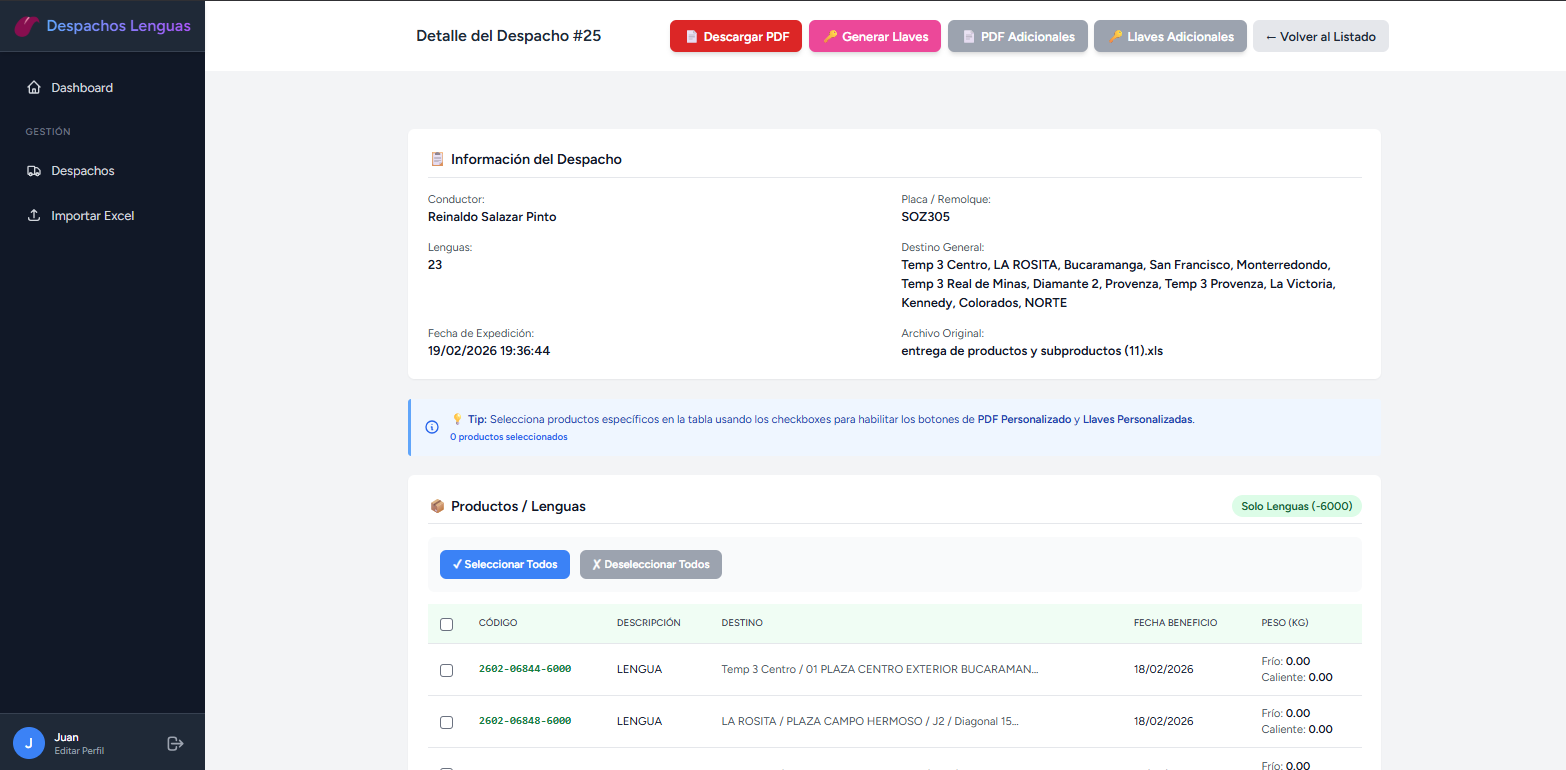 Despachos Lenguas
Dashboard
GESTIÓN
Despachos
Importar Excel
Juan
Editar Perfil
J
Detalle del Despacho #25
Descargar PDF
Generar Llaves
PDF Adicionales
Llaves Adicionales
← Volver al Listado
Información del Despacho
Conductor:
Reinaldo Salazar Pinto
Placa / Remolque:
SOZ305
Lenguas:
23
Destino General:
Temp 3 Centro, LA ROSITA, Bucaramanga, San Francisco, Monterredondo,
Temp 3 Real de Minas, Diamante 2, Provenza, Temp 3 Provenza, La Victoria,
Kennedy, Colorados, NORTE
Fecha de Expedición:
19/02/2026 19:36:44
Archivo Original:
entrega de productos y subproductos (11).xls
Tip: Selecciona productos específicos en la tabla usando los checkboxes para habilitar los botones de PDF Personalizado y Llaves Personalizadas.
0 productos seleccionados
Productos / Lenguas
Solo Lenguas (-6000)
✓ Seleccionar Todos
✗ Deseleccionar Todos
CÓDIGO DESCRIPCIÓN DESTINO FECHA BENEFICIO PESO (KG)
2602-06844-6000 LENGUA Temp 3 Centro / 01 PLAZA CENTRO EXTERIOR BUCARAMAN... 18/02/2026 Frío: 0.00
Caliente: 0.00
2602-06848-6000 LENGUA LA ROSITA / PLAZA CAMPO HERMOSO / J2 / Diagonal 15... 18/02/2026 Frío: 0.00
Caliente: 0.00
Frío: 0.00